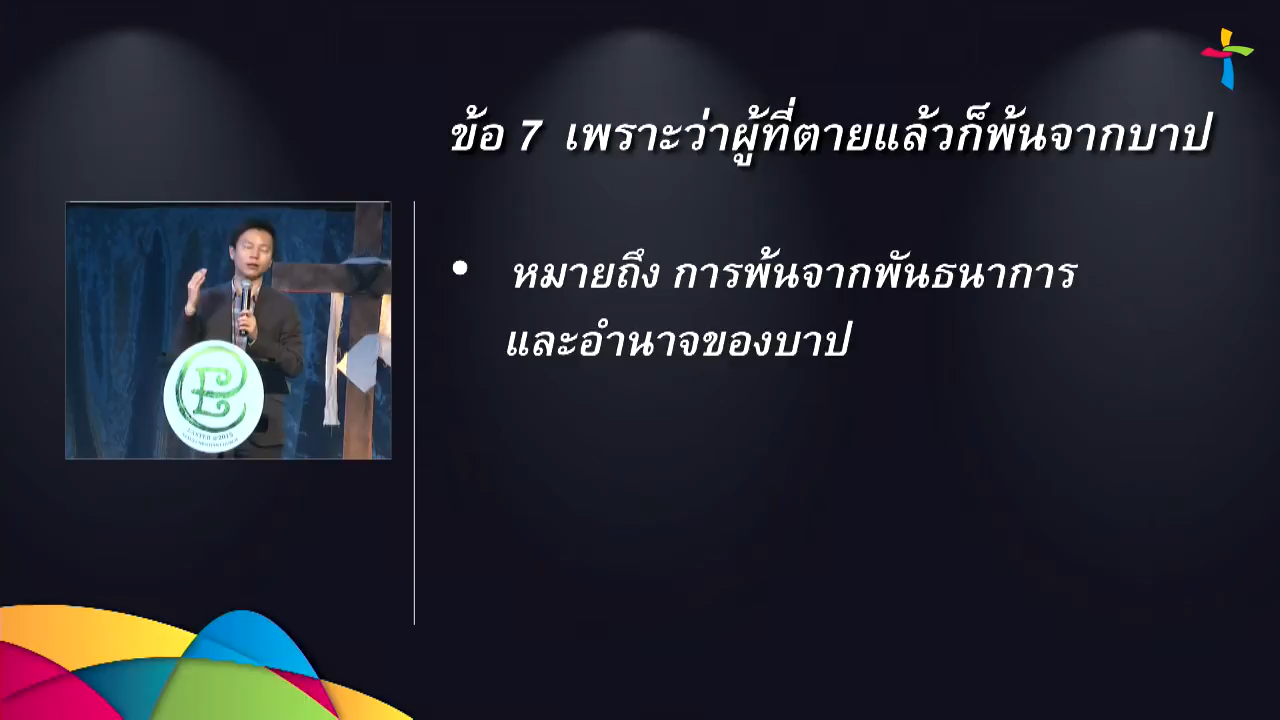 ข้อ 7 เพราะว่าผู้ที่ตายแล้วก็พ้นจากบาป
• หมายถึง การพ้นจากพันธนาการ
และอำนาจของบาป
EASTER @2015